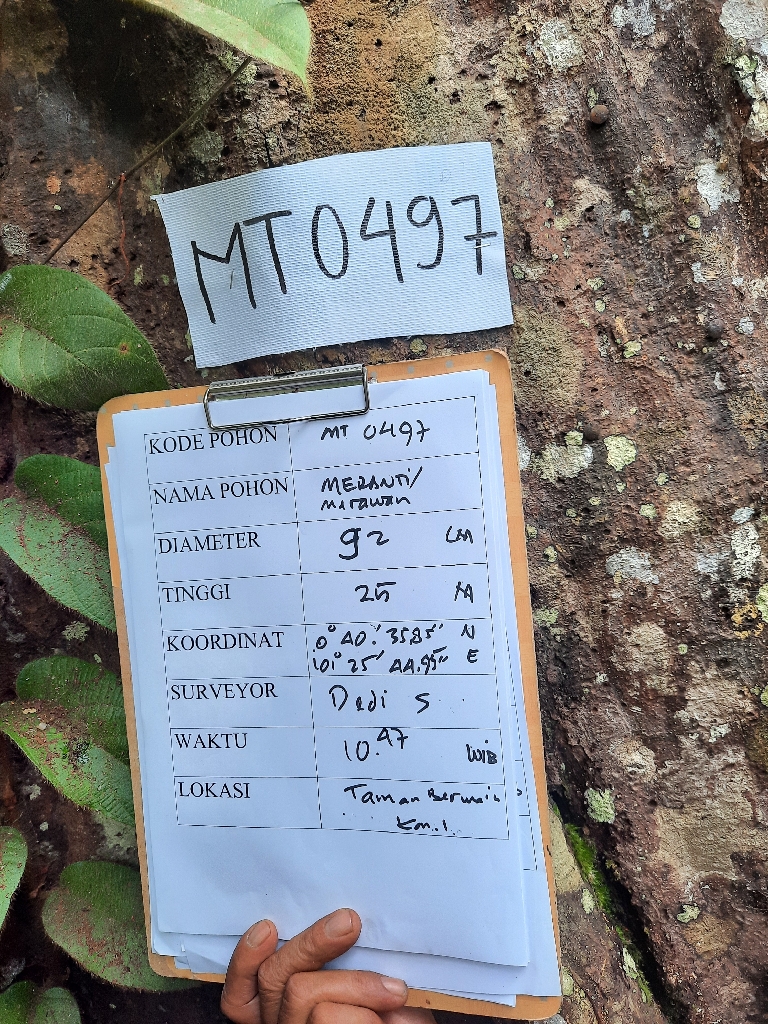 MT0497
KODE POHON MT 0497
NAMA POHON MERANTI/
Marawan
DIAMETER 92 CM
TINGGI 25 M
KOORDINAT 0° 40.' 35.85" N
101° 25' 44.95" E
SURVEYOR Dedi S
WAKTU 10.47 WIB
LOKASI Taman Bermain
Km.1